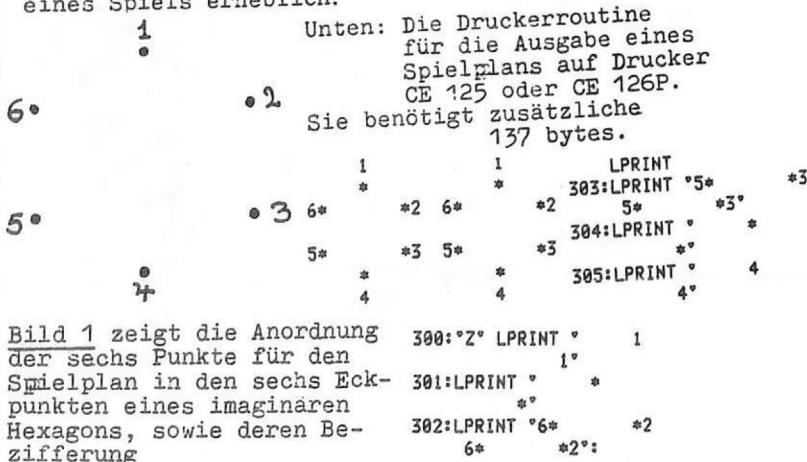 eines Spiels erheblich.
1
6 2
5 3
4
Unten: Die Druckerroutine
für die Ausgabe eines
Spielplans auf Drucker
CE 125 oder CE 126P.
Sie benötigt zusätzliche
137 bytes.
1 1
* *
6* *2 6* *2
5* *3 5* *3
* *
4 4
Bild 1 zeigt die Anordnung
der sechs Punkte für den
Spielplan in den sechs Eck-
punkten eines imaginären
Hexagons, sowie deren Be-
zifferung
300:"Z" LPRINT " 1
1"
301:LPRINT " *
*"
302:LPRINT "6* *2
6* *2":
LPRINT
303:LPRINT "5* *3
5* *3"
304:LPRINT " *
*"
305:LPRINT " 4
4"